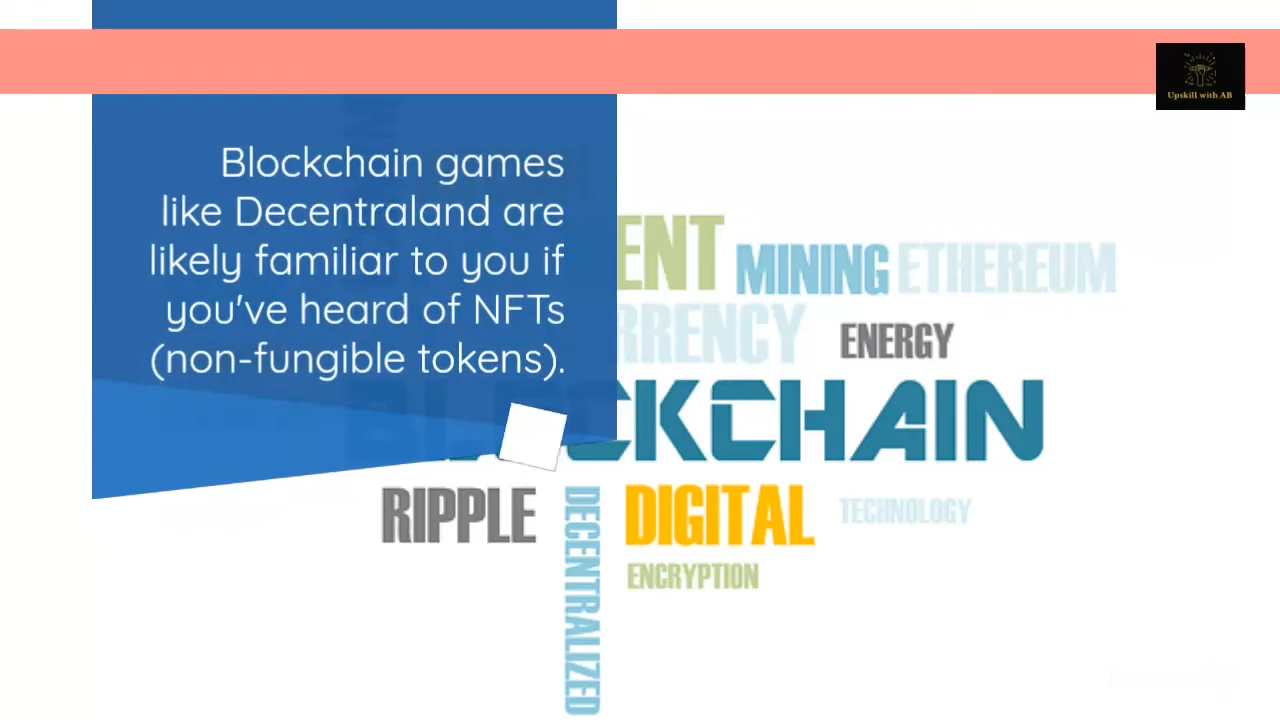 Upskill with AB
Blockchain games
like Decentraland are
likely familiar to you if
you've heard of NFTs
(non-fungible tokens).
MINING ETHEREUM
ENERGY
RIPPLE
DECENTRALIZED
DIGITAL
TECHNOLOGY
ENCRYPTION